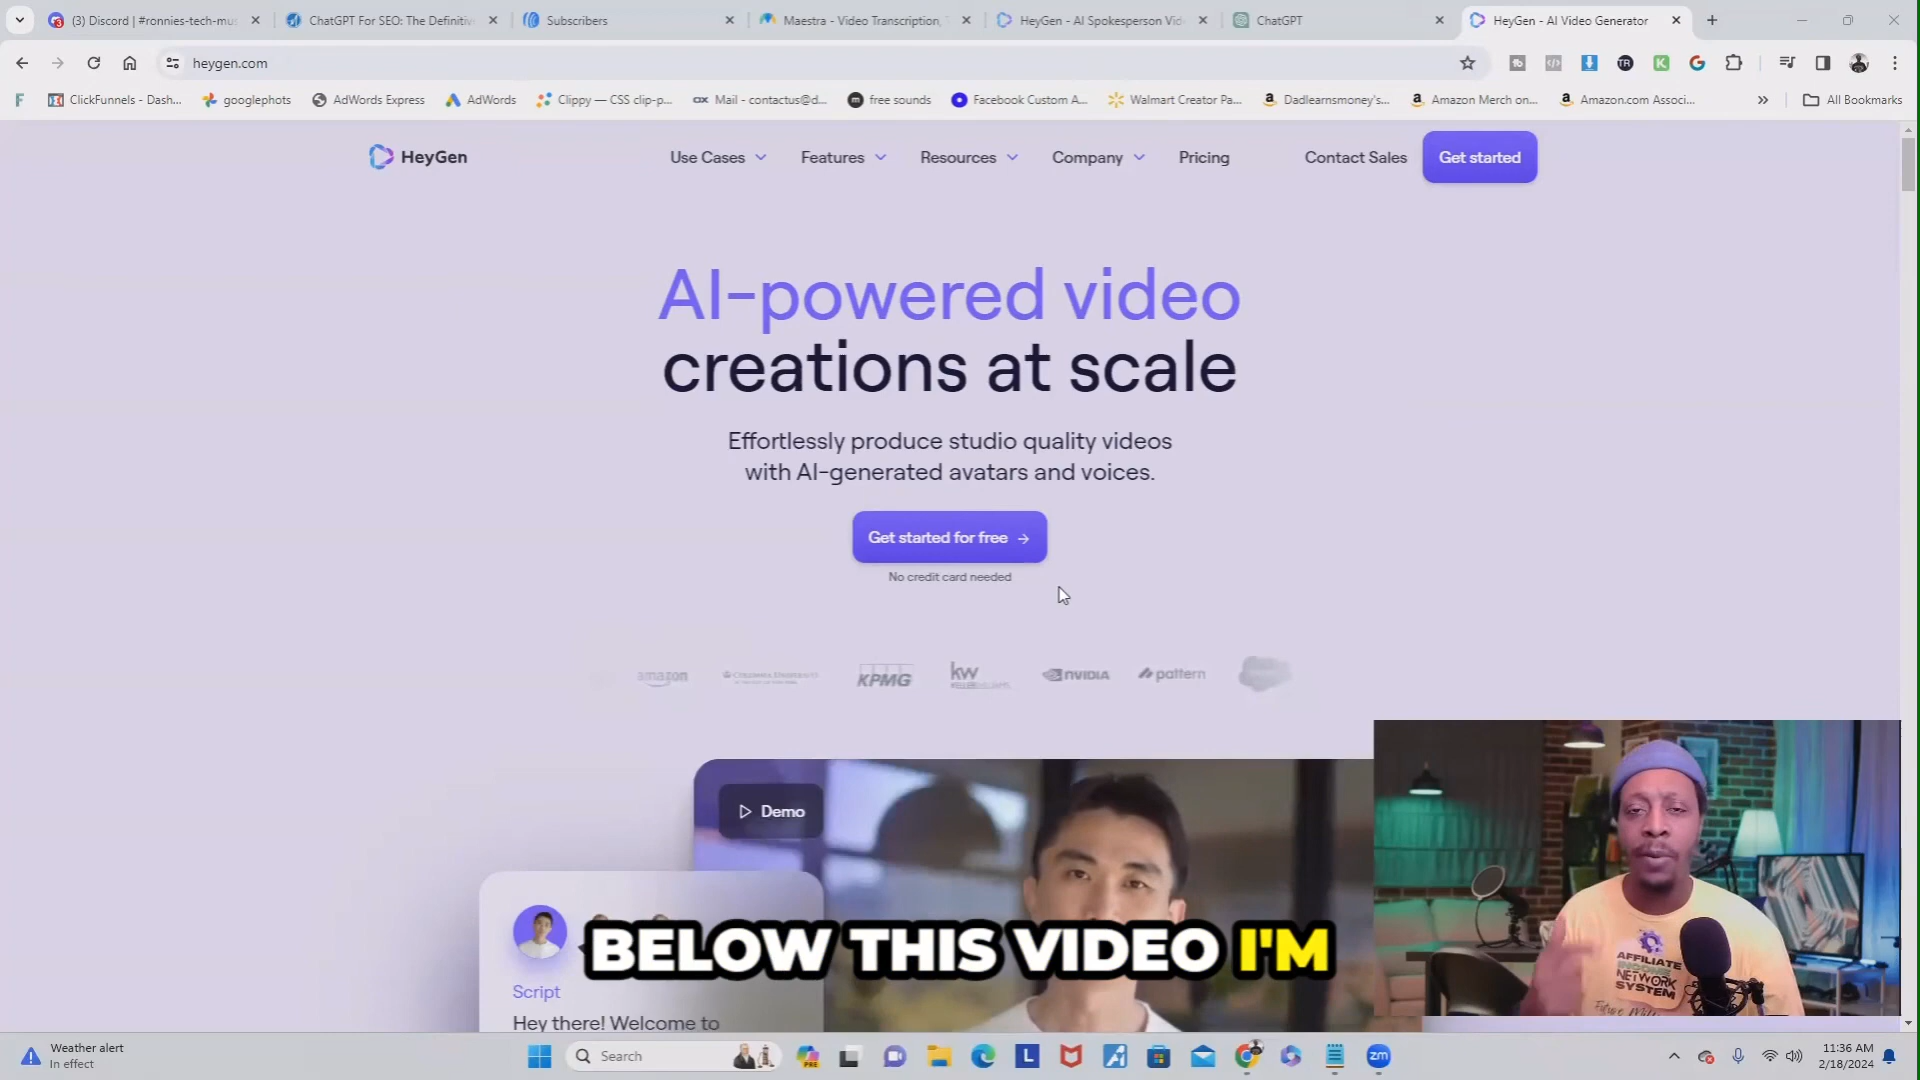 (3) Discord | #ronnies-tech-mu
ChatGPT For SEO: The Definitiv
Subscribers
Maestra - Video Transcription,
HeyGen - AI Spokesperson Vid
ChatGPT
HeyGen - AI Video Generator
heygen.com
ClickFunnels - Dash...
googlephots
AdWords Express
AdWords
Clippy — CSS clip-p...
Mail - contactus@d...
free sounds
Facebook Custom A...
Walmart Creator Pa...
Dadlearnsmoney's...
Amazon Merch on...
Amazon.com Associ...
All Bookmarks
HeyGen
Use Cases
Features
Resources
Company
Pricing
Contact Sales
Get started
AI-powered video
creations at scale
Effortlessly produce studio quality videos
with AI-generated avatars and voices.
Get started for free →
No credit card needed
amazon
KPMG
kw
NVIDIA
pattern
Demo
BELOW THIS VIDEO I'M
Script
Hey there! Welcome to
AFFILIATE
INCOME
NETWORK
SYSTEM
Weather alert
In effect
Search
PRE
L
zm
11:36 AM
2/18/2024